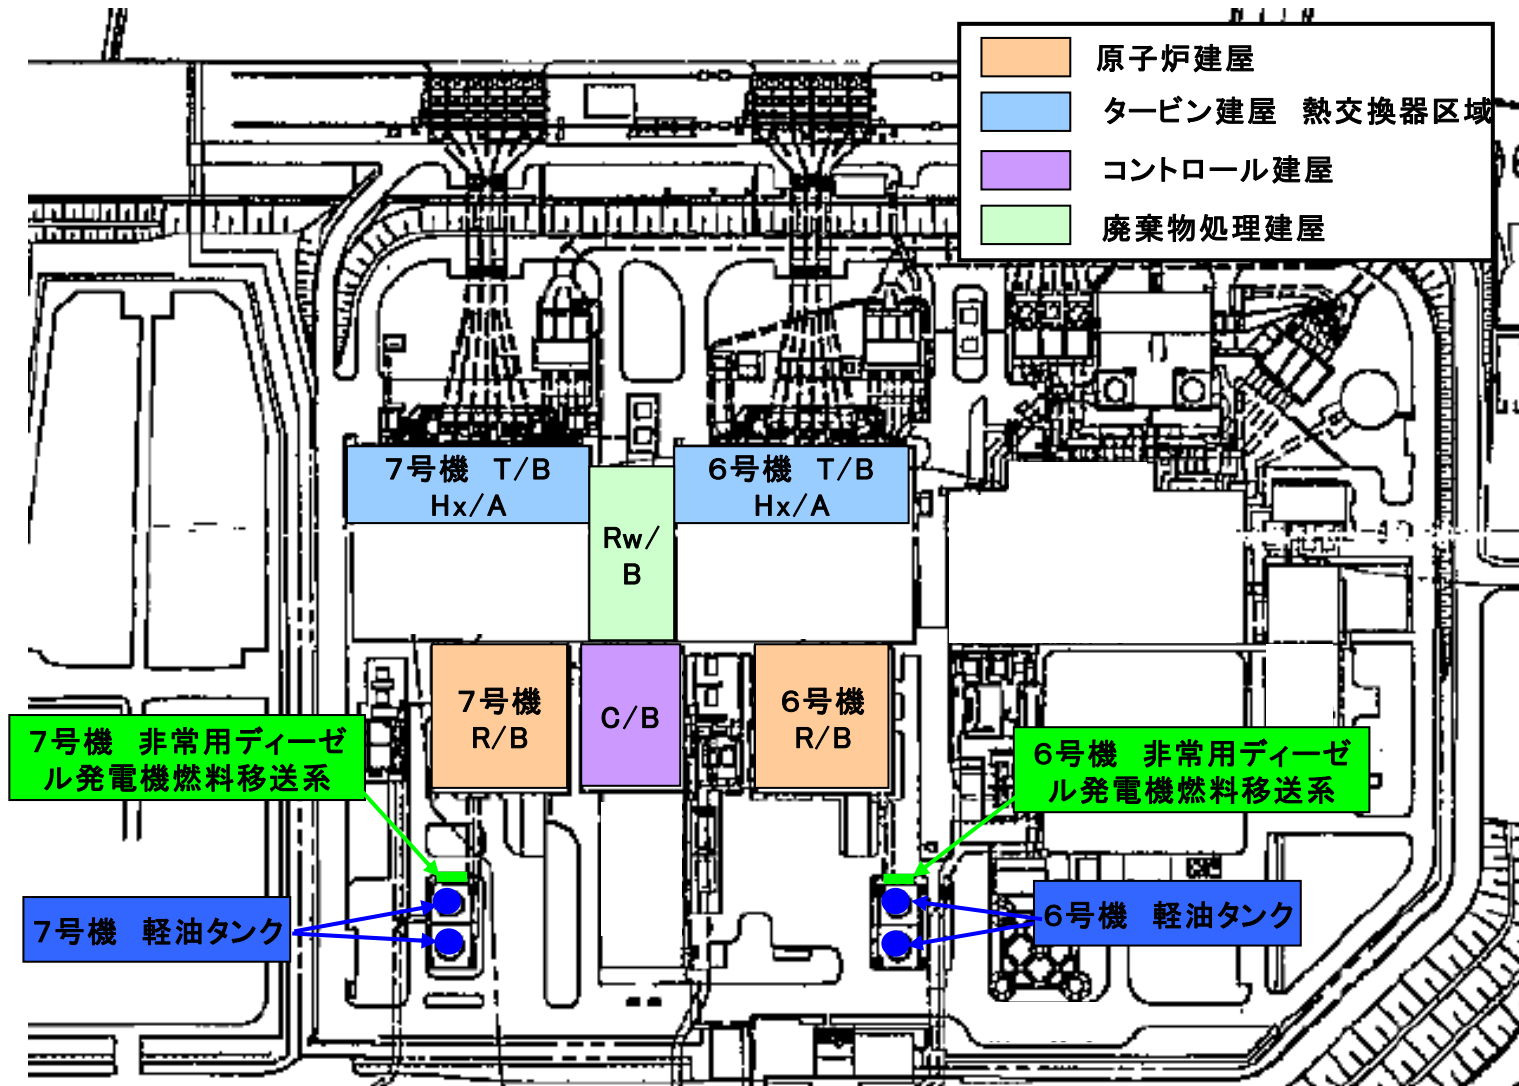 原子炉建屋
タービン建屋　熱交換器区域
コントロール建屋
廃棄物処理建屋
7号機　T/B
Hx/A
6号機　T/B
Hx/A
Rw/
B
7号機
R/B
C/B
6号機
R/B
7号機　非常用ディーゼ
ル発電機燃料移送系
6号機　非常用ディーゼ
ル発電機燃料移送系
7号機　軽油タンク
6号機　軽油タンク